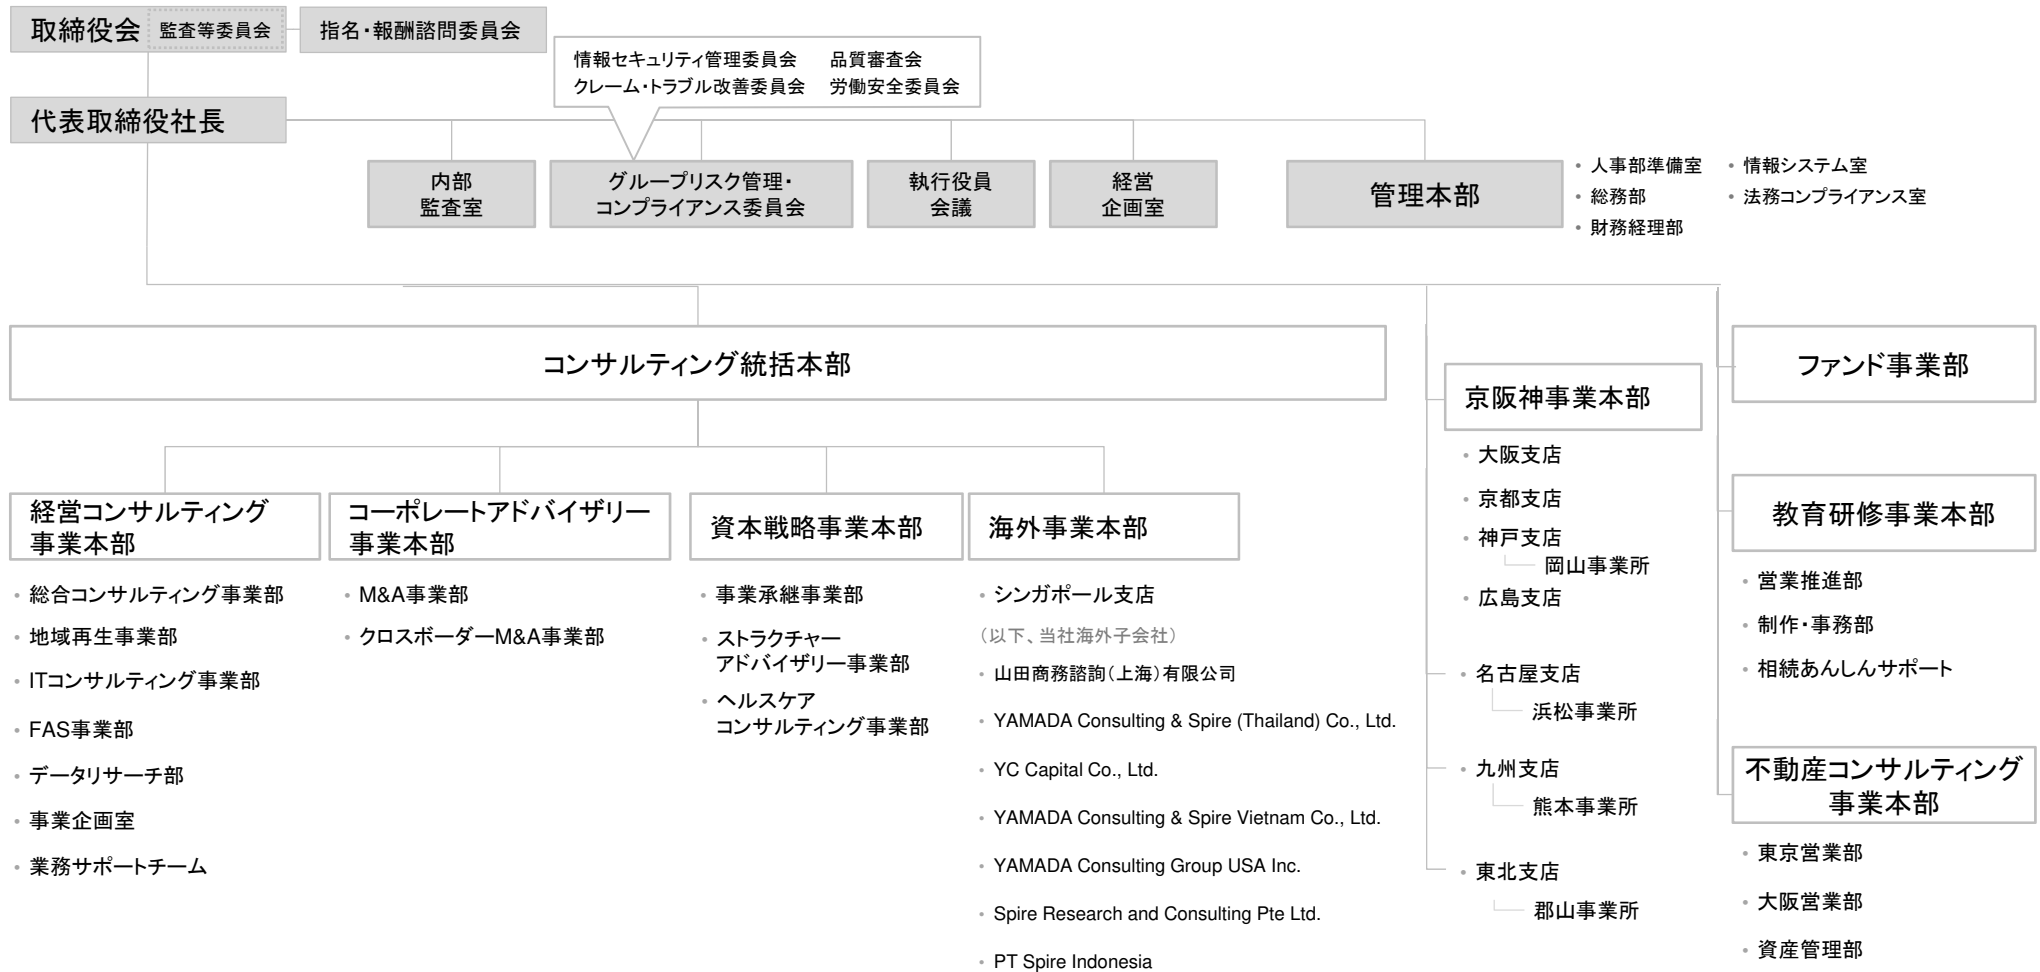 取締役会
監査等委員会
指名・報酬諮問委員会
情報セキュリティ管理委員会 品質審査会
クレーム・トラブル改善委員会 労働安全委員会
代表取締役社長
内部
監査室
グループリスク管理・
コンプライアンス委員会
執行役員
会議
経営
企画室
管理本部
• 人事部準備室
• 総務部
• 財務経理部
• 情報システム室
• 法務コンプライアンス室
コンサルティング統括本部
経営コンサルティング
事業本部
• 総合コンサルティング事業部
• 地域再生事業部
• ITコンサルティング事業部
• FAS事業部
• データリサーチ部
• 事業企画室
• 業務サポートチーム
コーポレートアドバイザリー
事業本部
• M&A事業部
• クロスボーダーM&A事業部
資本戦略事業本部
• 事業承継事業部
• ストラクチャー
アドバイザリー事業部
• ヘルスケア
コンサルティング事業部
海外事業本部
• シンガポール支店
（以下、当社海外子会社）
• 山田商務諮詢（上海）有限公司
• YAMADA Consulting & Spire (Thailand) Co., Ltd.
• YC Capital Co., Ltd.
• YAMADA Consulting & Spire Vietnam Co., Ltd.
• YAMADA Consulting Group USA Inc.
• Spire Research and Consulting Pte Ltd.
• PT Spire Indonesia
京阪神事業本部
• 大阪支店
• 京都支店
• 神戸支店
岡山事業所
• 広島支店
• 名古屋支店
浜松事業所
• 九州支店
熊本事業所
• 東北支店
郡山事業所
ファンド事業部
教育研修事業本部
• 営業推進部
• 制作・事務部
• 相続あんしんサポート
不動産コンサルティング
事業本部
• 東京営業部
• 大阪営業部
• 資産管理部